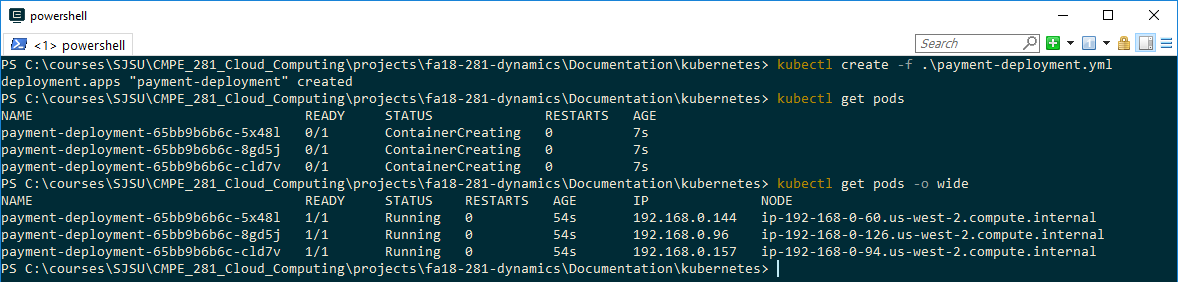 powershell
<1> powershell
Search
PS C:\courses\SJSU\CMPE_281_Cloud_Computing\projects\fa18-281-dynamics\Documentation\kubernetes> kubectl create -f .\payment-deployment.yml
deployment.apps "payment-deployment" created
PS C:\courses\SJSU\CMPE_281_Cloud_Computing\projects\fa18-281-dynamics\Documentation\kubernetes> kubectl get pods
NAME READY STATUS RESTARTS AGE
payment-deployment-65bb9b6b6c-5x48l 0/1 ContainerCreating 0 7s
payment-deployment-65bb9b6b6c-8gd5j 0/1 ContainerCreating 0 7s
payment-deployment-65bb9b6b6c-cld7v 0/1 ContainerCreating 0 7s
PS C:\courses\SJSU\CMPE_281_Cloud_Computing\projects\fa18-281-dynamics\Documentation\kubernetes> kubectl get pods -o wide
NAME READY STATUS RESTARTS AGE IP NODE
payment-deployment-65bb9b6b6c-5x48l 1/1 Running 0 54s 192.168.0.144 ip-192-168-0-60.us-west-2.compute.internal
payment-deployment-65bb9b6b6c-8gd5j 1/1 Running 0 54s 192.168.0.96 ip-192-168-0-126.us-west-2.compute.internal
payment-deployment-65bb9b6b6c-cld7v 1/1 Running 0 54s 192.168.0.157 ip-192-168-0-94.us-west-2.compute.internal
PS C:\courses\SJSU\CMPE_281_Cloud_Computing\projects\fa18-281-dynamics\Documentation\kubernetes>